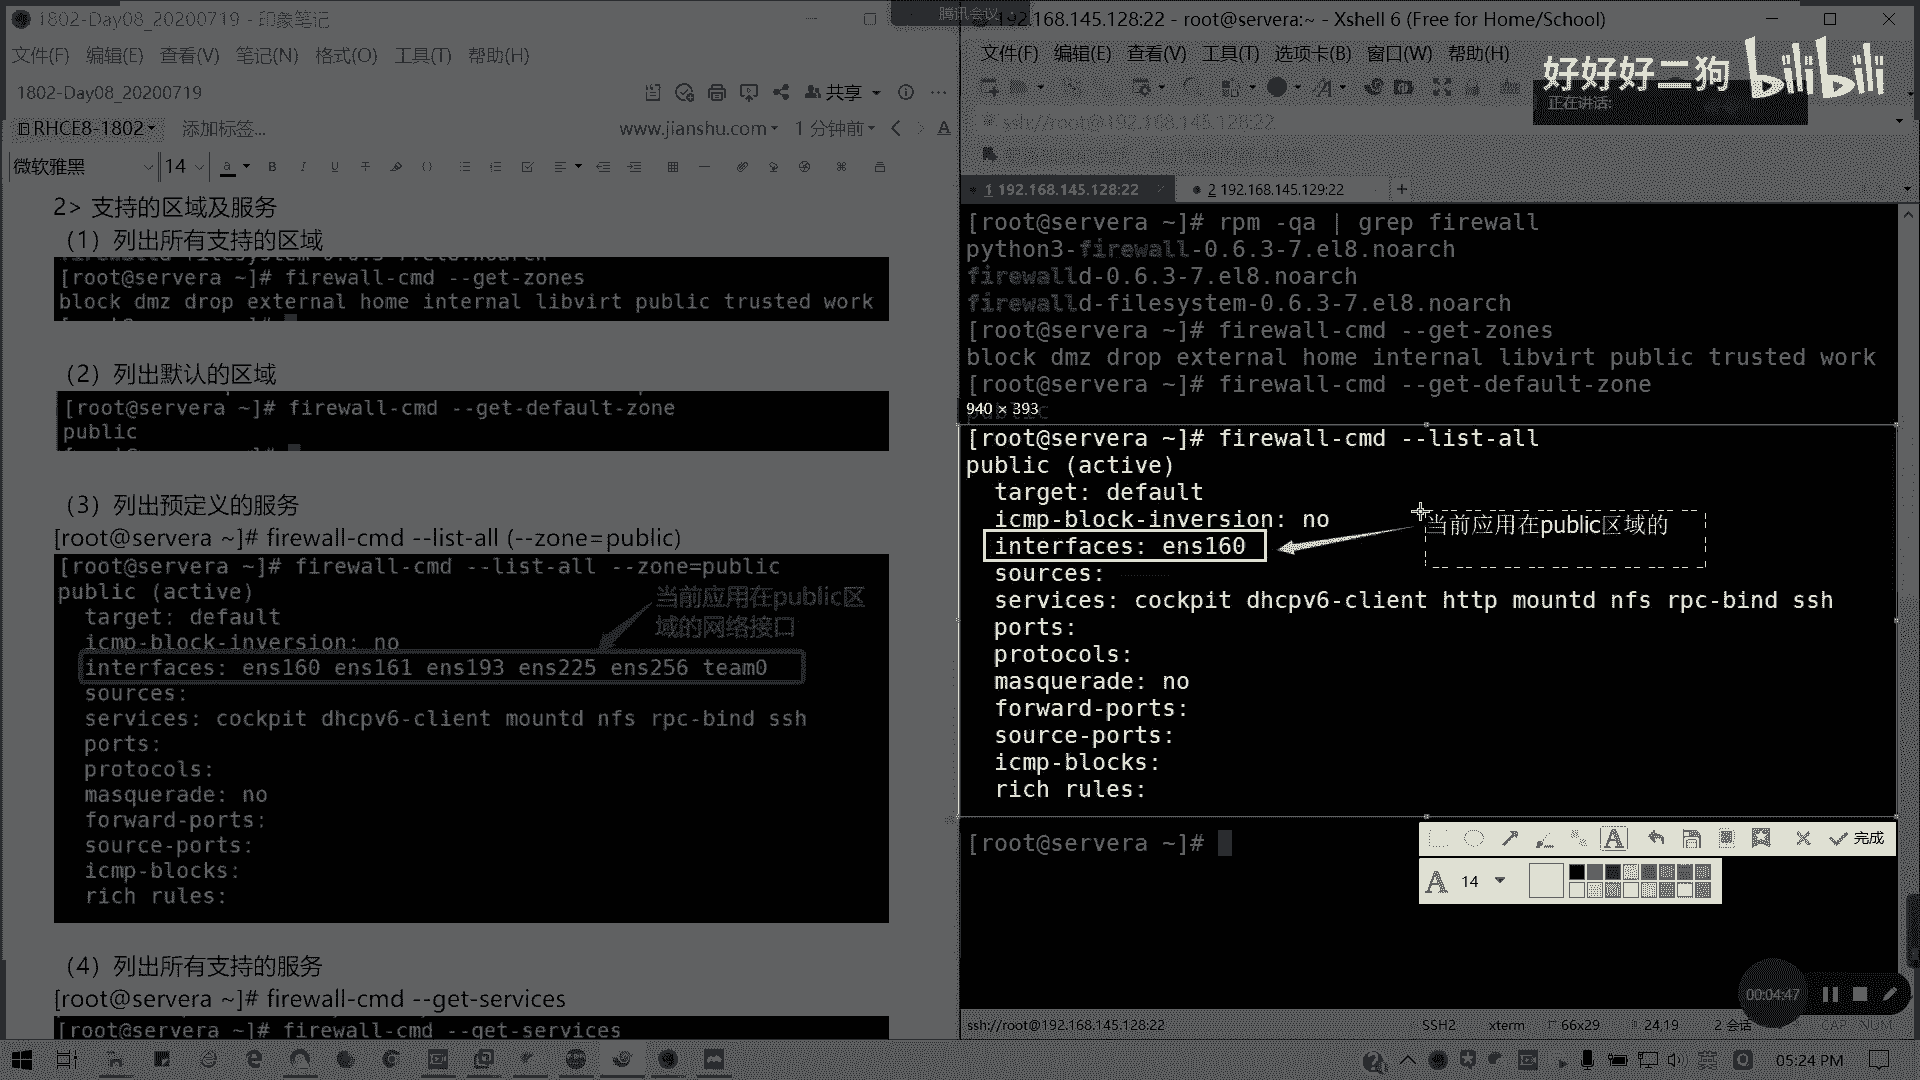 1802-Day08_20200719 - 印象笔记
文件(F) 编辑(E) 查看(V) 笔记(N) 格式(O) 工具(T) 帮助(H)
1802-Day08_20200719
共享
RHCE8-1802
添加标签...
www.jianshu.com
1 分钟前
微软雅黑
14
2> 支持的区域及服务
（1）列出所有支持的区域
[root@servera ~]# firewall-cmd --get-zones
block dmz drop external home internal libvirt public trusted work
（2）列出默认的区域
[root@servera ~]# firewall-cmd --get-default-zone
public
（3）列出预定义的服务
[root@servera ~]# firewall-cmd --list-all (--zone=public)
[root@servera ~]# firewall-cmd --list-all --zone=public
public (active)
target: default
icmp-block-inversion: no
interfaces: ens160 ens161 ens193 ens225 ens256 team0
sources:
services: cockpit dhcpv6-client mountd nfs rpc-bind ssh
ports:
protocols:
masquerade: no
forward-ports:
source-ports:
icmp-blocks:
rich rules:
当前应用在public区
域的网络接口
（4）列出所有支持的服务
[root@servera ~]# firewall-cmd --get-services
[root@servera ~]# firewall-cmd --get-services
腾讯会议
192.168.145.128:22 - root@servera:~ - Xshell 6 (Free for Home/School)
文件(F) 编辑(E) 查看(V) 工具(T) 选项卡(B) 窗口(W) 帮助(H)
好好好二狗 bilibili
正在讲话:
ssh://root@192.168.145.128:22
1 192.168.145.128:22
2 192.168.145.129:22
[root@servera ~]# rpm -qa | grep firewall
python3-firewall-0.6.3-7.el8.noarch
firewalld-0.6.3-7.el8.noarch
firewalld-filesystem-0.6.3-7.el8.noarch
[root@servera ~]# firewall-cmd --get-zones
block dmz drop external home internal libvirt public trusted work
[root@servera ~]# firewall-cmd --get-default-zone
public
940 × 393
[root@servera ~]# firewall-cmd --list-all
public (active)
target: default
icmp-block-inversion: no
interfaces: ens160
sources:
services: cockpit dhcpv6-client http mountd nfs rpc-bind ssh
ports:
protocols:
masquerade: no
forward-ports:
source-ports:
icmp-blocks:
rich rules:
当前应用在public区域的
[root@servera ~]#
完成
A 14
00:04:47
ssh://root@192.168.145.128:22
SSH2
xterm
66x29
24,19
2 会话
CAP NUM
英
05:24 PM